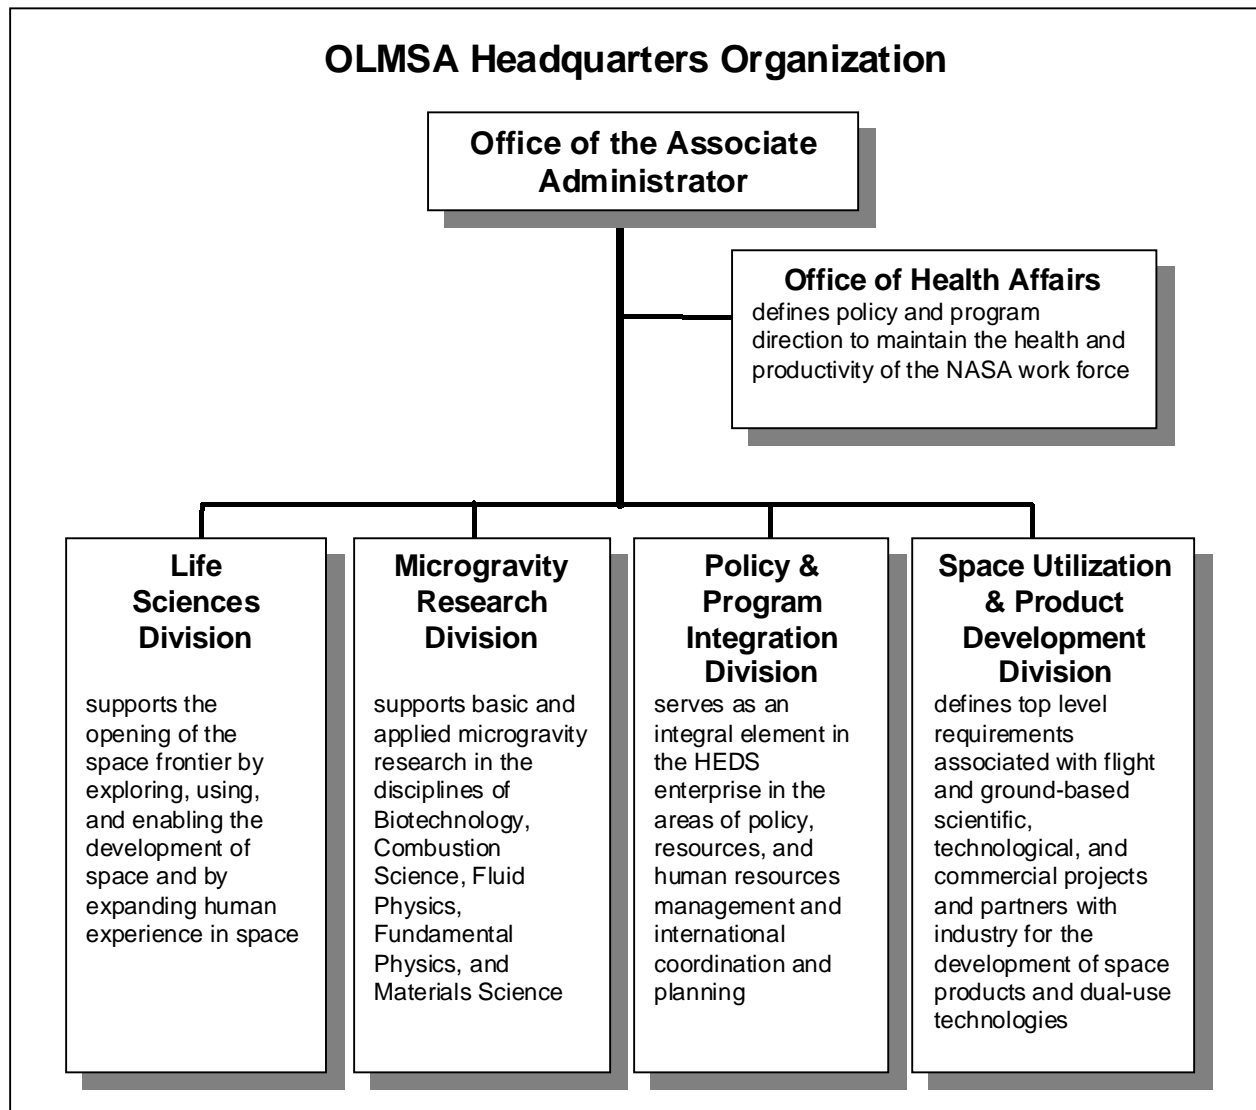 OLMSA Headquarters Organization
Office of the Associate
Administrator
Office of Health Affairs
defines policy and program
direction to maintain the health and
productivity of the NASA work force
Life
Sciences
Division
supports the
opening of the
space frontier by
exploring, using,
and enabling the
development of
space and by
expanding human
experience in space
Microgravity
Research
Division
supports basic and
applied microgravity
research in the
disciplines of
Biotechnology,
Combustion
Science, Fluid
Physics,
Fundamental
Physics, and
Materials Science
Policy &
Program
Integration
Division
serves as an
integral element in
the HEDS
enterprise in the
areas of policy,
resources, and
human resources
management and
international
coordination and
planning
Space Utilization
& Product
Development
Division
defines top level
requirements
associated with flight
and ground-based
scientific,
technological, and
commercial projects
and partners with
industry for the
development of space
products and dual-use
technologies